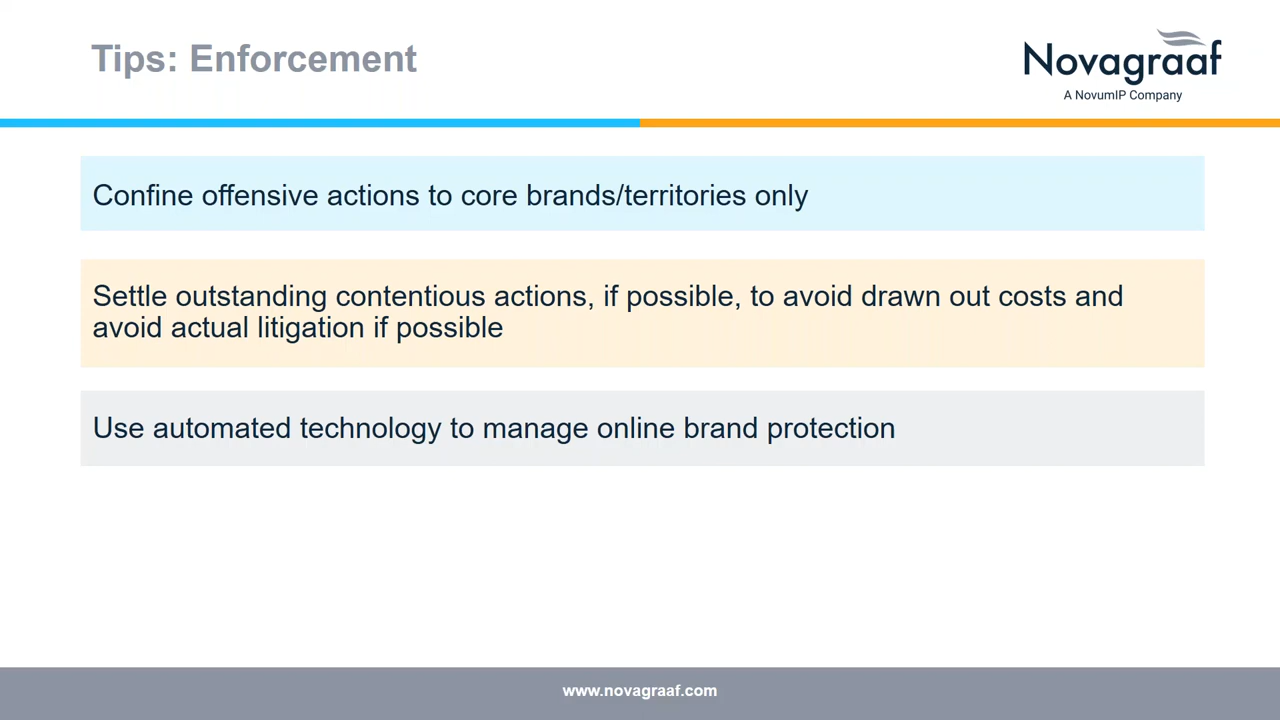 Tips: Enforcement
Novagraaf
A NovumIP Company
Confine offensive actions to core brands/territories only
Settle outstanding contentious actions, if possible, to avoid drawn out costs and
avoid actual litigation if possible
Use automated technology to manage online brand protection
www.novagraaf.com